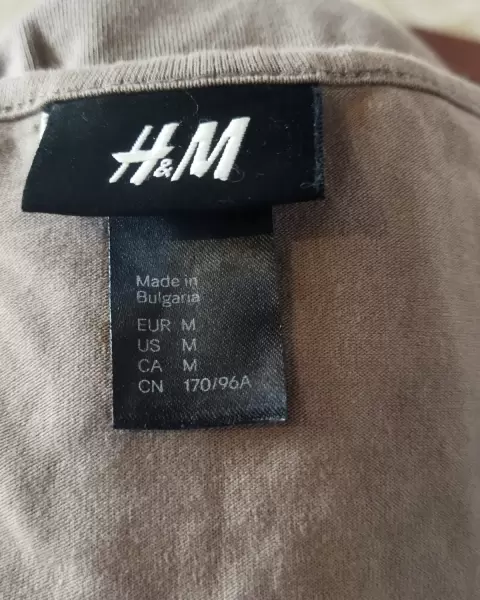 H&M
Made in
Bulgaria
EUR M
US M
CA M
CN 170/96A